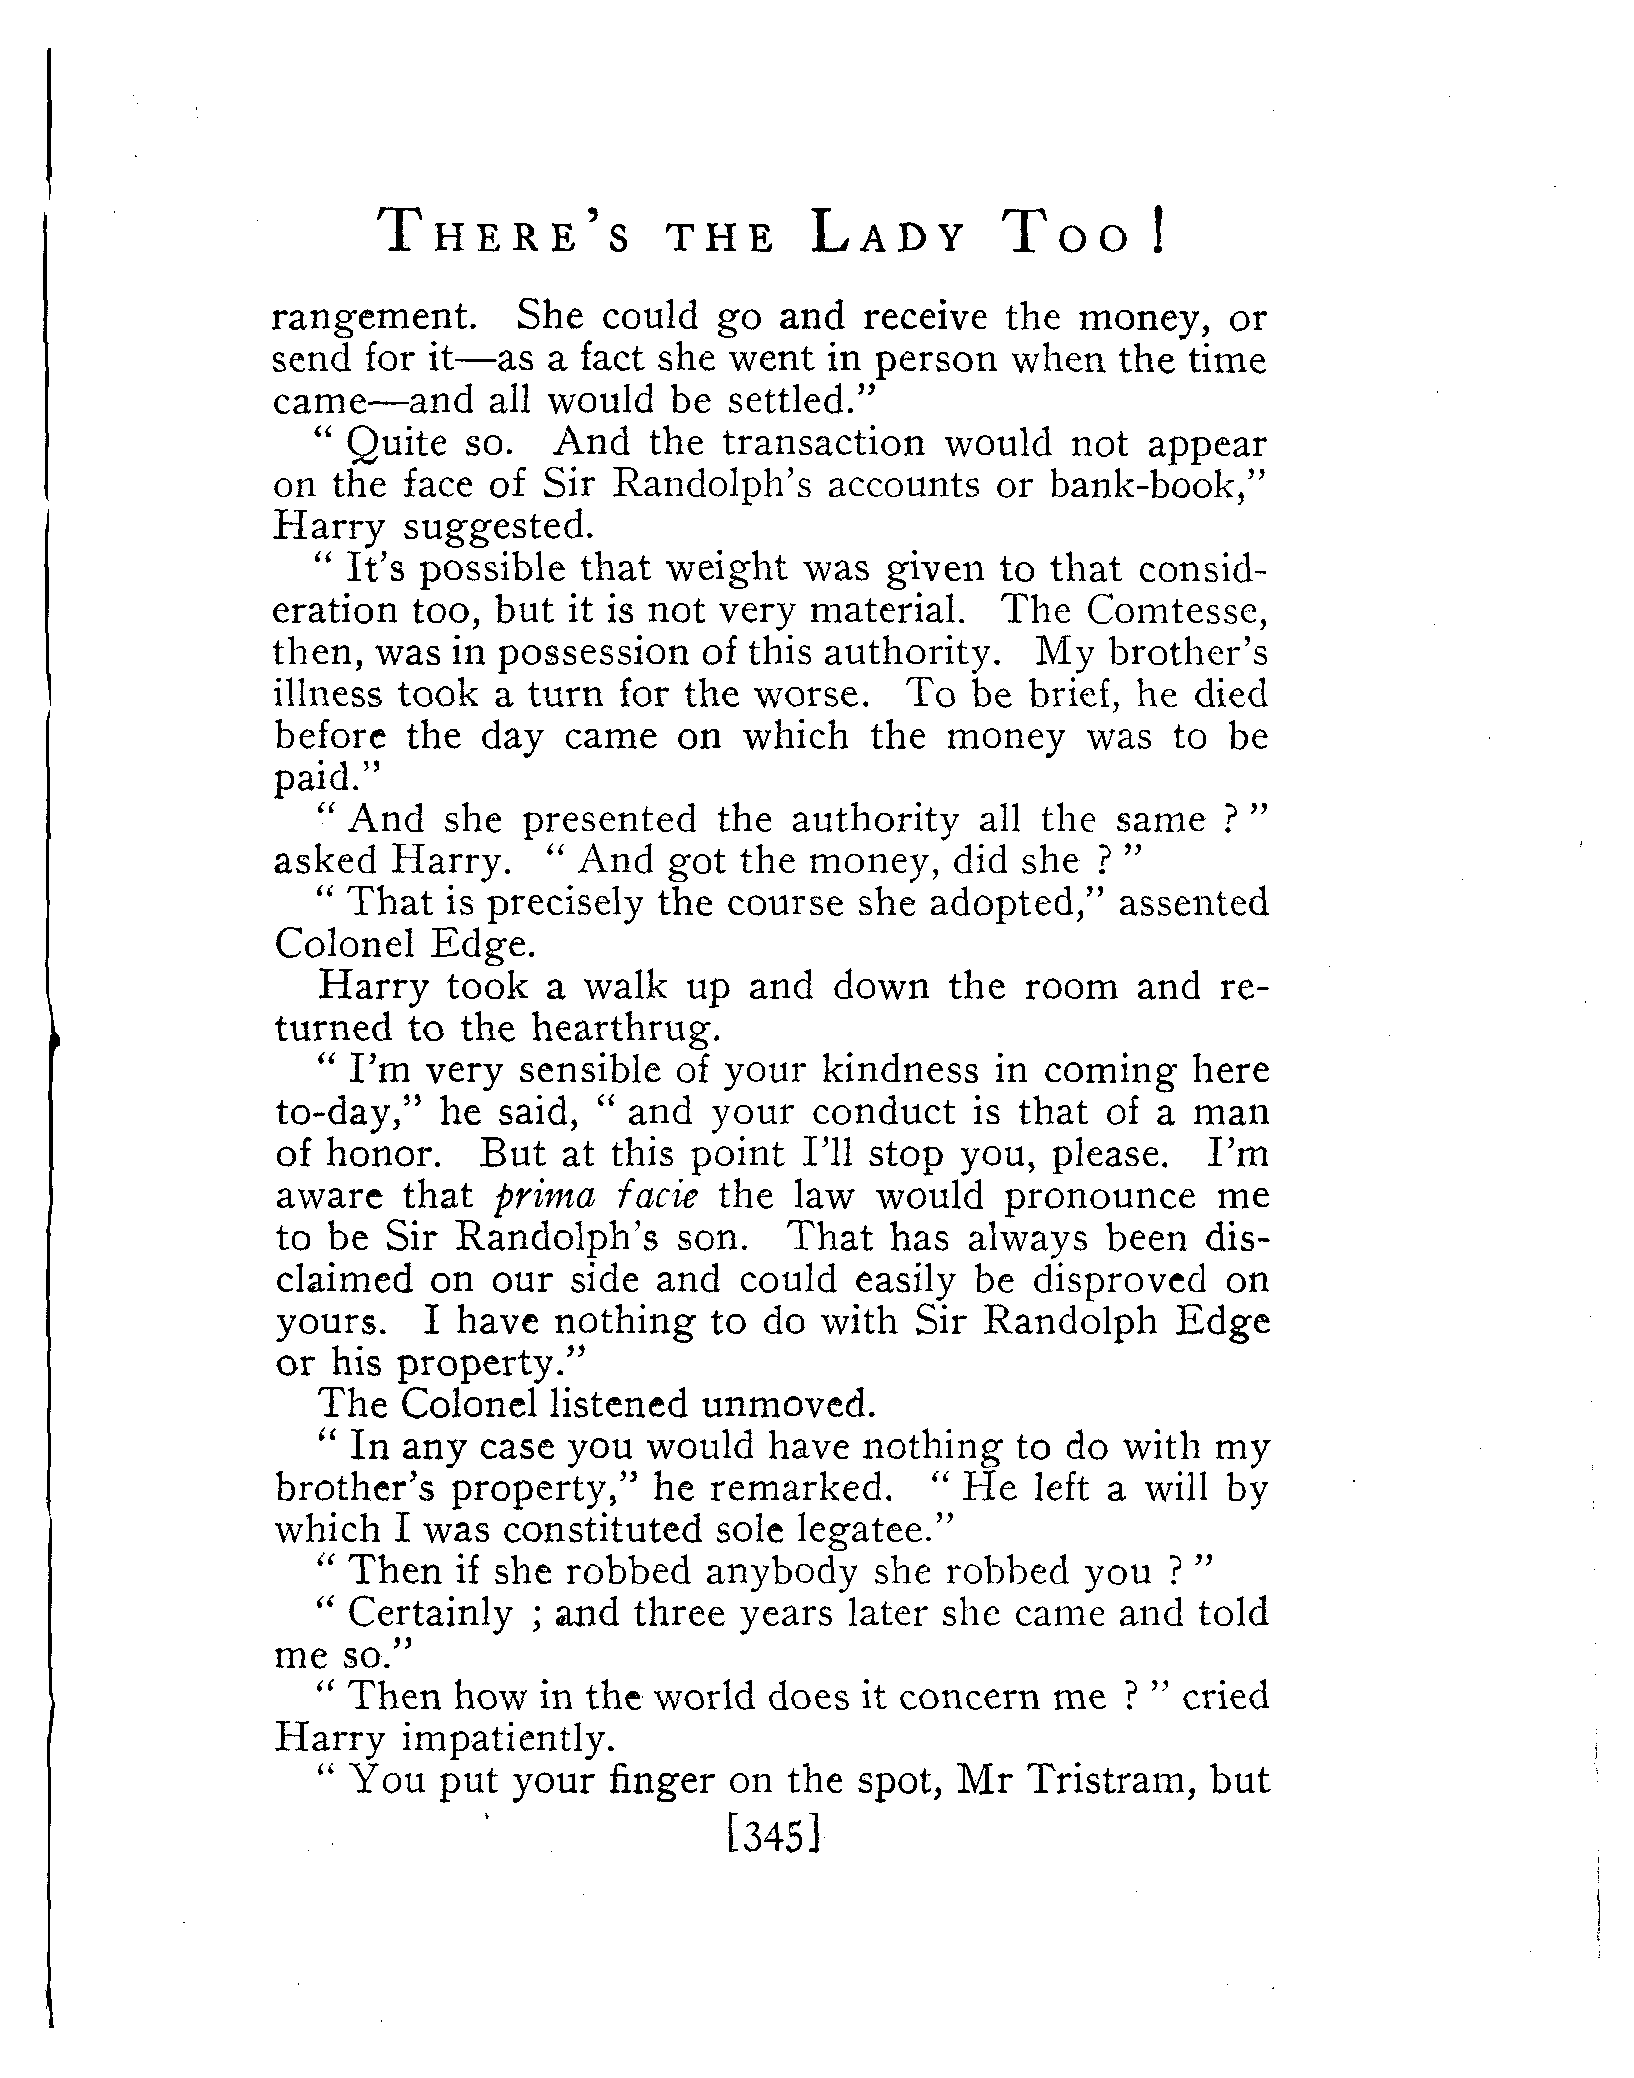 THERE'S THE LADY TOO!
rangement. She could go and receive the money, or
send for it—as a fact she went in person when the time
came—and all would be settled."
" Quite so. And the transaction would not appear
on the face of Sir Randolph's accounts or bank-book,"
Harry suggested.
" It's possible that weight was given to that consid-
eration too, but it is not very material. The Comtesse,
then, was in possession of this authority. My brother's
illness took a turn for the worse. To be brief, he died
before the day came on which the money was to be
paid."
" And she presented the authority all the same ? "
asked Harry. " And got the money, did she ? "
" That is precisely the course she adopted," assented
Colonel Edge.
Harry took a walk up and down the room and re-
turned to the hearthrug.
" I'm very sensible of your kindness in coming here
to-day," he said, " and your conduct is that of a man
of honor. But at this point I'll stop you, please. I'm
aware that prima facie the law would pronounce me
to be Sir Randolph's son. That has always been dis-
claimed on our side and could easily be disproved on
yours. I have nothing to do with Sir Randolph Edge
or his property."
The Colonel listened unmoved.
" In any case you would have nothing to do with my
brother's property," he remarked. " He left a will by
which I was constituted sole legatee."
" Then if she robbed anybody she robbed you ? "
" Certainly ; and three years later she came and told
me so."
" Then how in the world does it concern me ? " cried
Harry impatiently.
" You put your finger on the spot, Mr Tristram, but
[345]